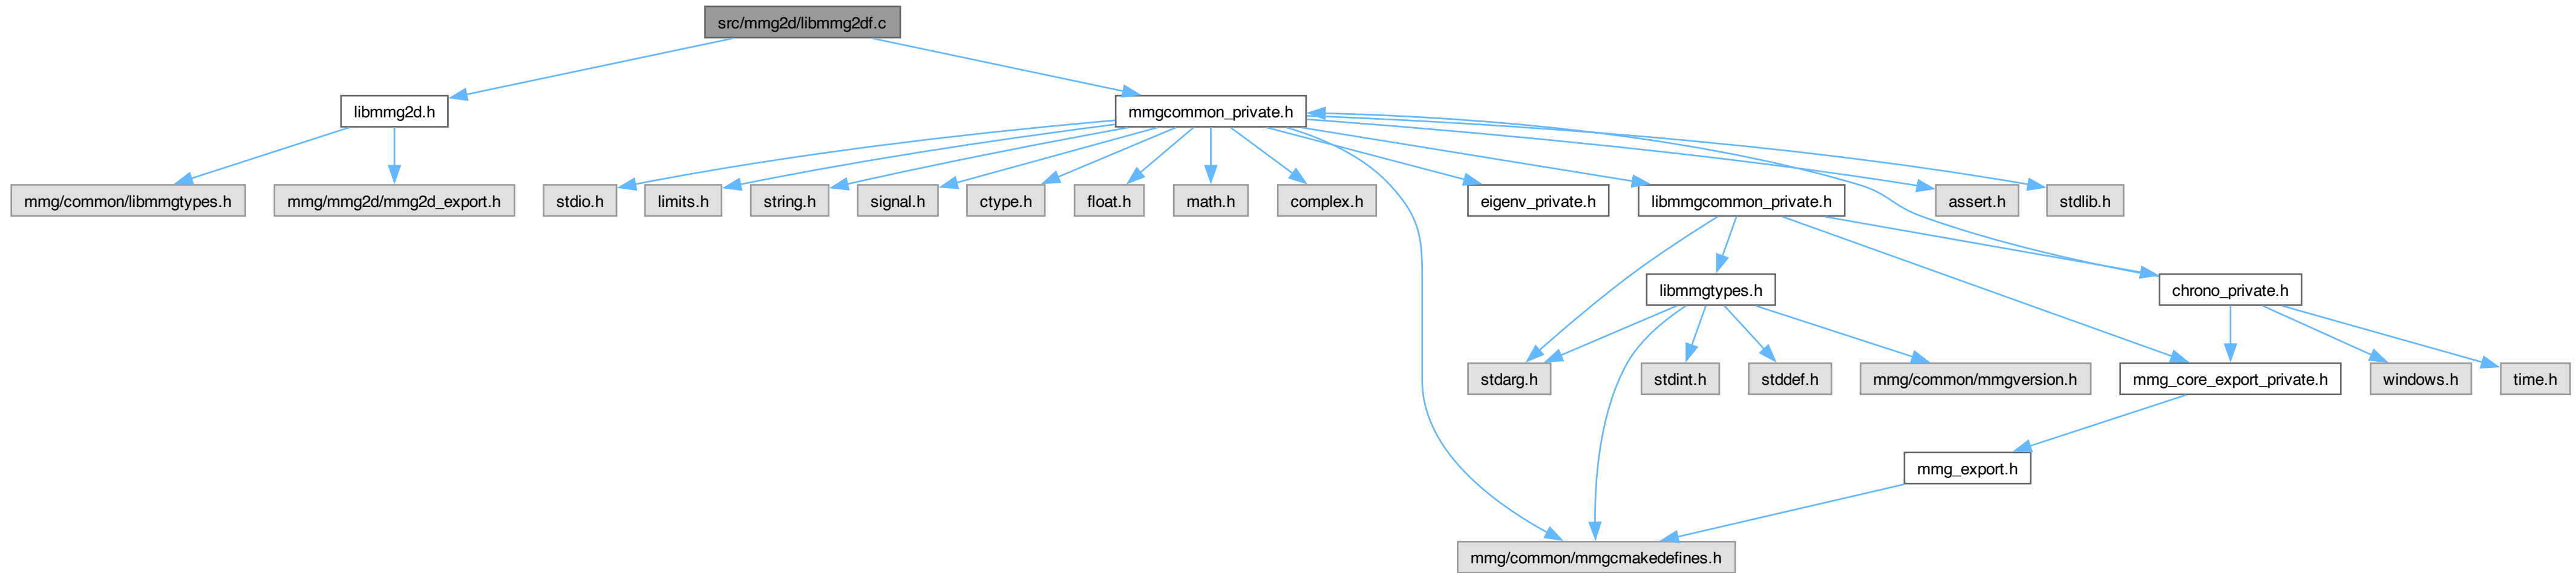 src/mmg2d/libmmg2df.c
libmmg2d.h
mmgcommon_private.h
mmg/common/libmmgtypes.h
mmg/mmg2d/mmg2d_export.h
stdio.h
limits.h
string.h
signal.h
ctype.h
float.h
math.h
complex.h
eigenv_private.h
libmmgcommon_private.h
assert.h
stdlib.h
libmmgtypes.h
chrono_private.h
stdarg.h
stdint.h
stddef.h
mmg/common/mmgversion.h
mmg_core_export_private.h
windows.h
time.h
mmg_export.h
mmg/common/mmgcmakedefines.h